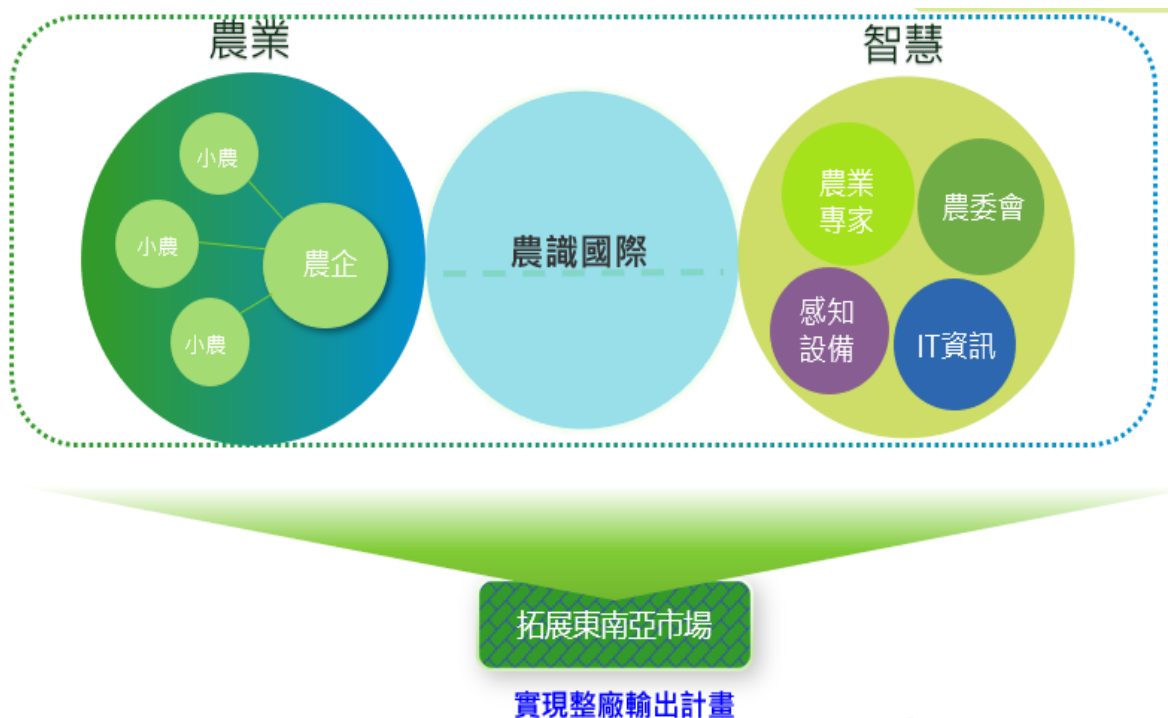 農業
智慧
小農
小農
小農
農企
農識國際
農業
專家
農委會
感知
設備
IT資訊
拓展東南亞市場
實現整廠輸出計畫